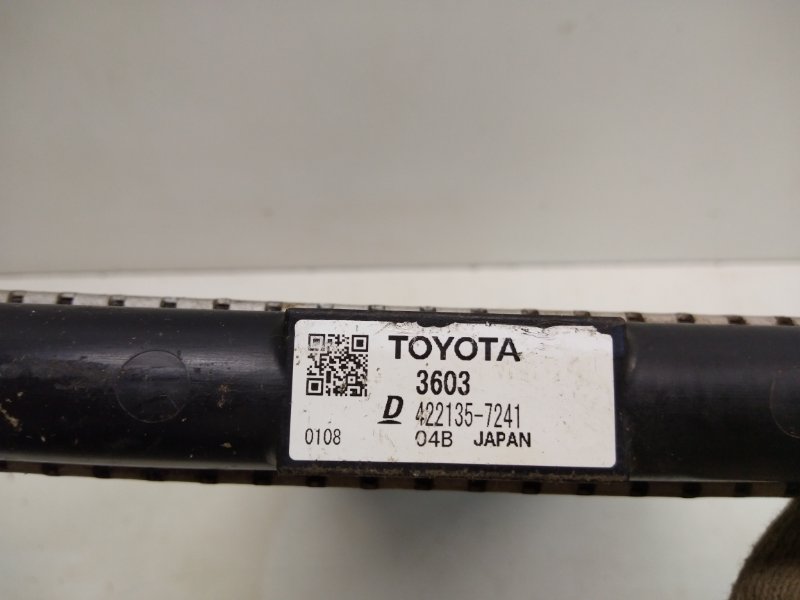 TOYOTA
3603
D 422135-7241
0108 04B JAPAN